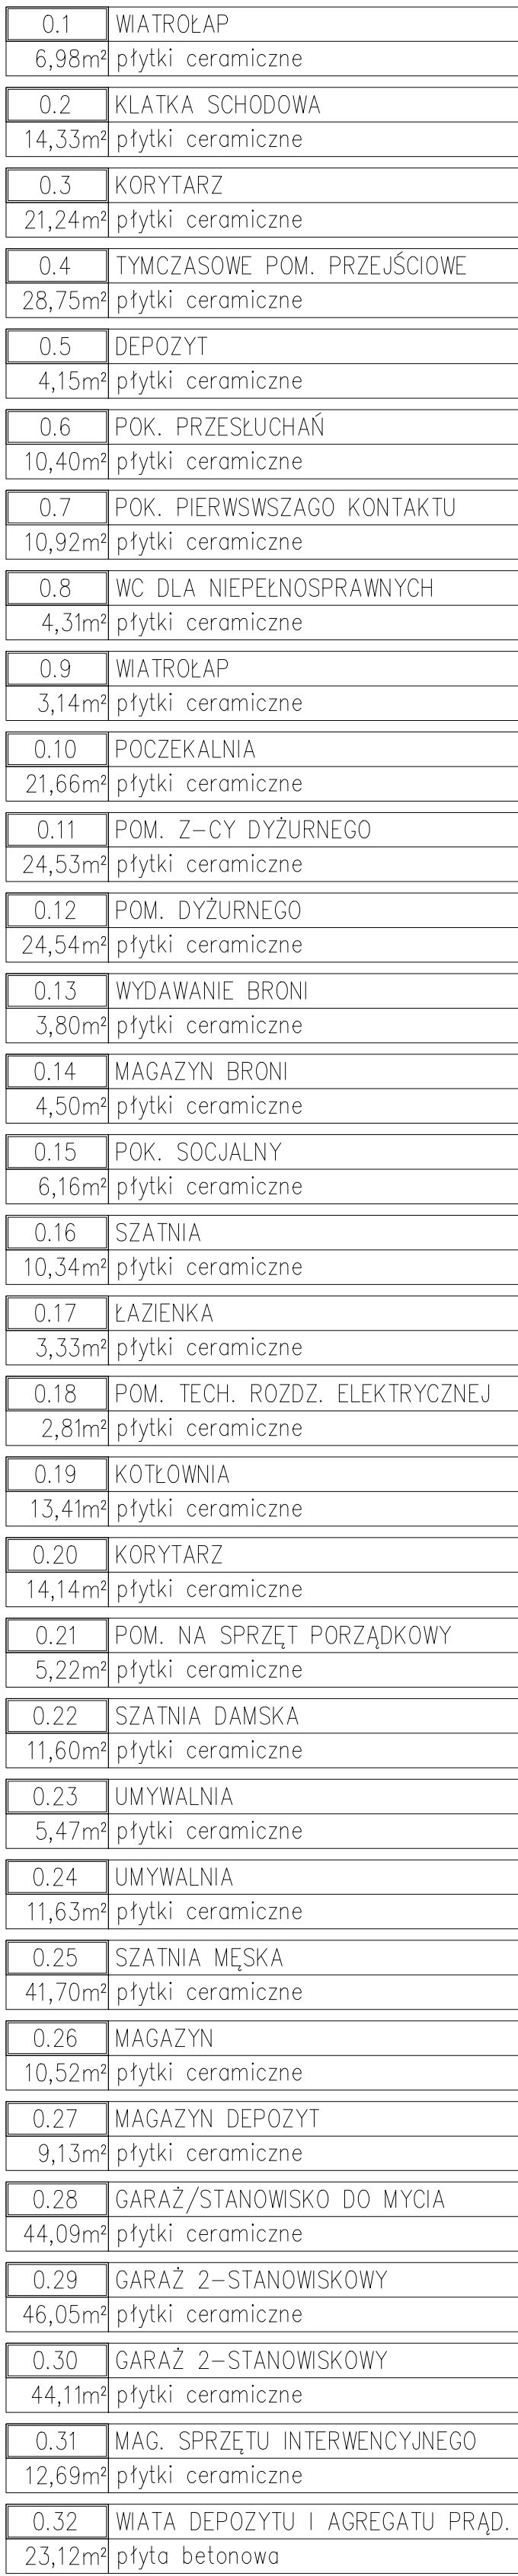 0.1 WIATROŁAP
6,98m² płytki ceramiczne
0.2 KLATKA SCHODOWA
14,33m² płytki ceramiczne
0.3 KORYTARZ
21,24m² płytki ceramiczne
0.4 TYMCZASOWE POM. PRZEJŚCIOWE
28,75m² płytki ceramiczne
0.5 DEPOZYT
4,15m² płytki ceramiczne
0.6 POK. PRZESŁUCHAŃ
10,40m² płytki ceramiczne
0.7 POK. PIERWSWSZAGO KONTAKTU
10,92m² płytki ceramiczne
0.8 WC DLA NIEPEŁNOSPRAWNYCH
4,31m² płytki ceramiczne
0.9 WIATROŁAP
3,14m² płytki ceramiczne
0.10 POCZEKALNIA
21,66m² płytki ceramiczne
0.11 POM. Z-CY DYŻURNEGO
24,53m² płytki ceramiczne
0.12 POM. DYŻURNEGO
24,54m² płytki ceramiczne
0.13 WYDAWANIE BRONI
3,80m² płytki ceramiczne
0.14 MAGAZYN BRONI
4,50m² płytki ceramiczne
0.15 POK. SOCJALNY
6,16m² płytki ceramiczne
0.16 SZATNIA
10,34m² płytki ceramiczne
0.17 ŁAZIENKA
3,33m² płytki ceramiczne
0.18 POM. TECH. ROZDZ. ELEKTRYCZNEJ
2,81m² płytki ceramiczne
0.19 KOTŁOWNIA
13,41m² płytki ceramiczne
0.20 KORYTARZ
14,14m² płytki ceramiczne
0.21 POM. NA SPRZĘT PORZĄDKOWY
5,22m² płytki ceramiczne
0.22 SZATNIA DAMSKA
11,60m² płytki ceramiczne
0.23 UMYWALNIA
5,47m² płytki ceramiczne
0.24 UMYWALNIA
11,63m² płytki ceramiczne
0.25 SZATNIA MĘSKA
41,70m² płytki ceramiczne
0.26 MAGAZYN
10,52m² płytki ceramiczne
0.27 MAGAZYN DEPOZYT
9,13m² płytki ceramiczne
0.28 GARAŻ/STANOWISKO DO MYCIA
44,09m² płytki ceramiczne
0.29 GARAŻ 2-STANOWISKOWY
46,05m² płytki ceramiczne
0.30 GARAŻ 2-STANOWISKOWY
44,11m² płytki ceramiczne
0.31 MAG. SPRZĘTU INTERWENCYJNEGO
12,69m² płytki ceramiczne
0.32 WIATA DEPOZYTU I AGREGATU PRĄD.
23,12m² płyta betonowa